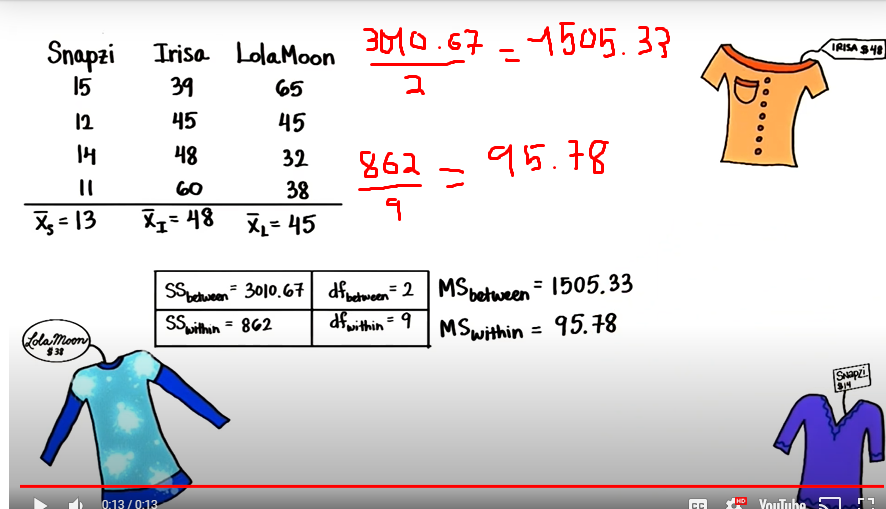 Snapzi Irisa LolaMoon
15 39 65
12 45 45
14 48 32
11 60 38
x̄S = 13 x̄I = 48 x̄L = 45
3010.67 / 2 = 1505.33
862 / 9 = 95.78
IRISA $48
SSbetween = 3010.67 dfbetween = 2 MSbetween = 1505.33
SSwithin = 862 dfwithin = 9 MSwithin = 95.78
LolaMoon
$38
Snapzi
$14
0:13 / 0:13
CC HD YouTube